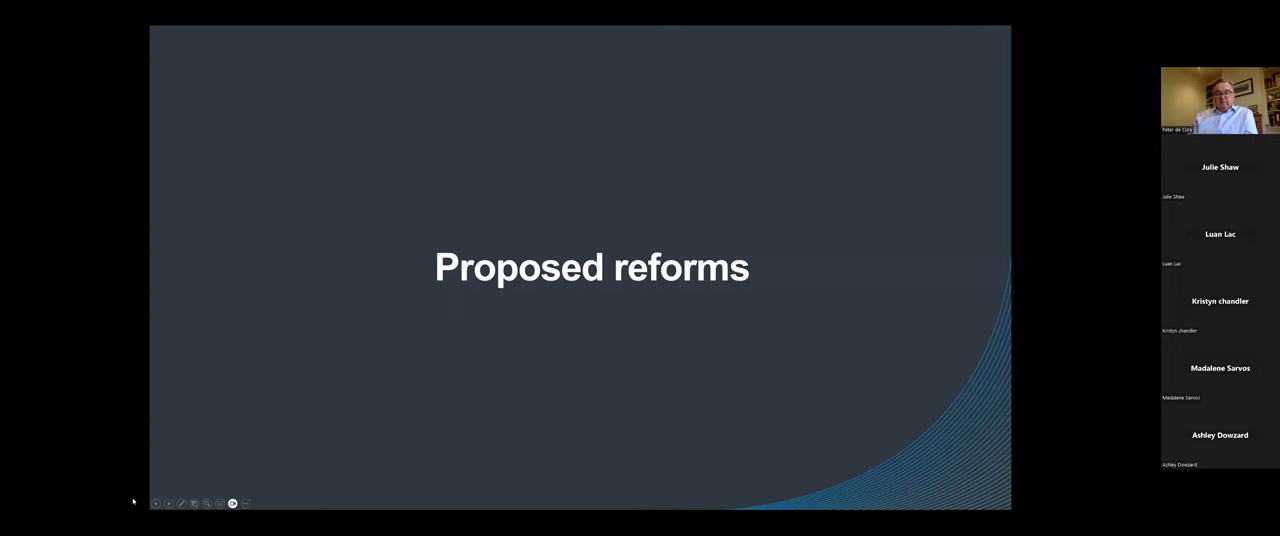 Proposed reforms
Peter de Cure
Julie Shaw
Julie Shaw
Luan Lac
Luan Lac
Kristyn chandler
Kristyn chandler
Madalene Sarvos
Madalene Sarvos
Ashley Dowzard
Ashley Dowzard